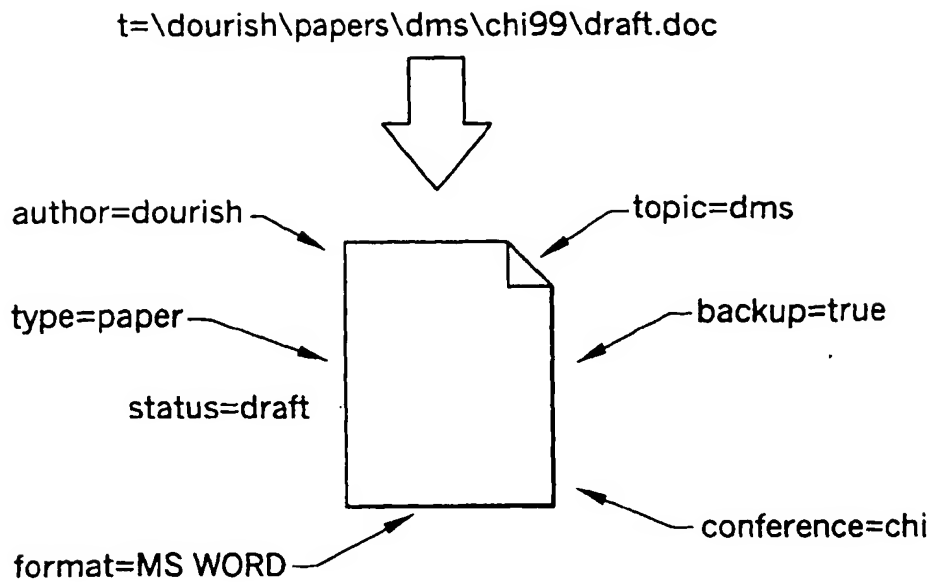 t=\dourish\papers\dms\chi99\draft.doc
author=dourish
topic=dms
type=paper
backup=true
status=draft
conference=chi
format=MS WORD